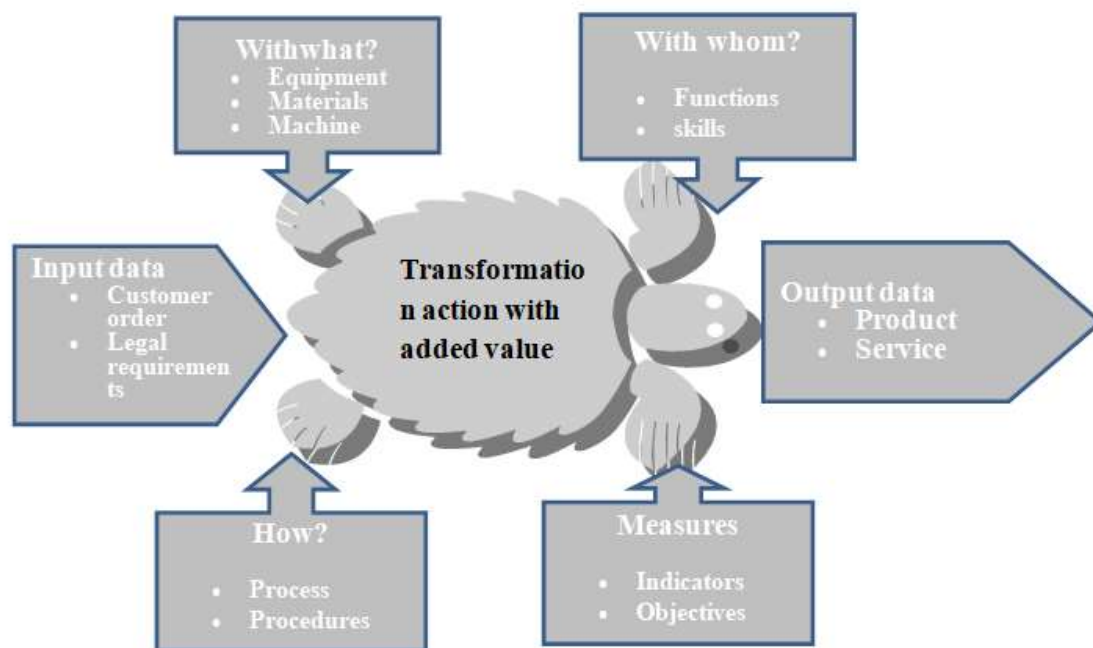 Withwhat?
• Equipment
• Materials
• Machine
With whom?
• Functions
• skills
Input data
• Customer
order
• Legal
requiremen
ts
Transformatio
n action with
added value
Output data
• Product
• Service
How?
• Process
• Procedures
Measures
• Indicators
• Objectives